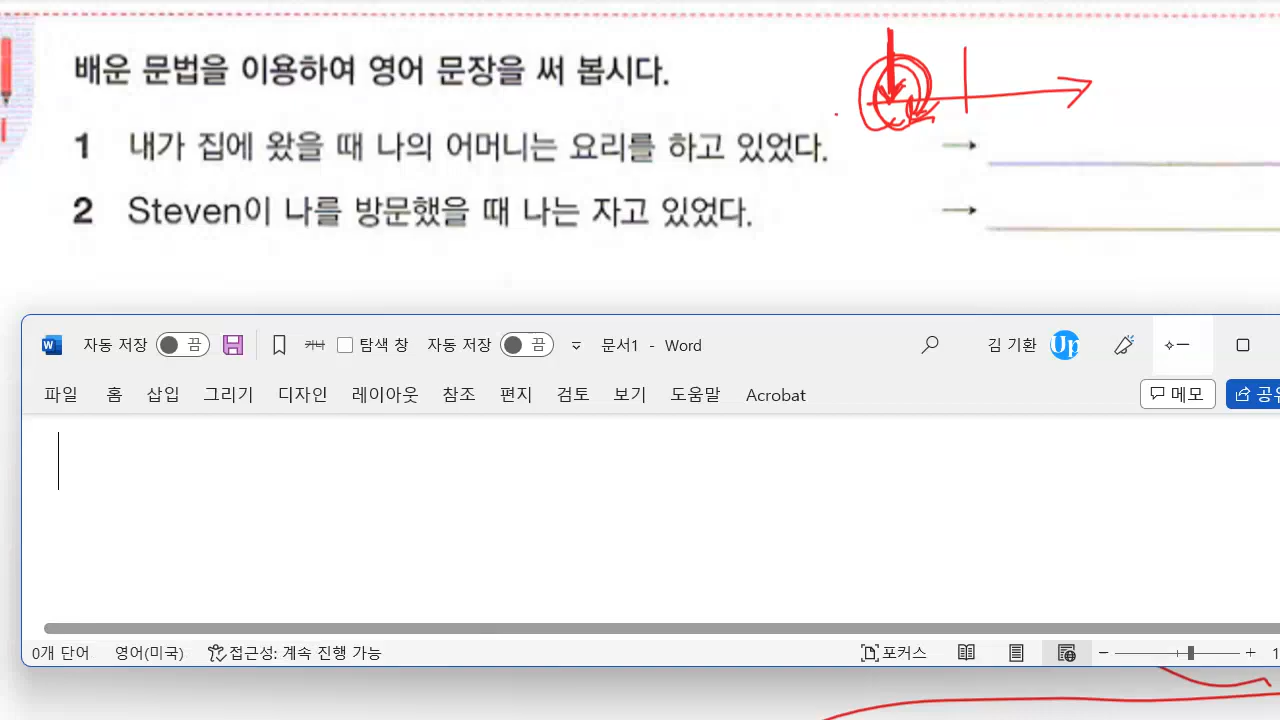 배운 문법을 이용하여 영어 문장을 써 봅시다.
1 내가 집에 왔을 때 나의 어머니는 요리를 하고 있었다. →
2 Steven이 나를 방문했을 때 나는 자고 있었다. →
자동 저장 끔 가나 탐색 창 자동 저장 끔 문서1 - Word 김 기환 Up
파일 홈 삽입 그리기 디자인 레이아웃 참조 편지 검토 보기 도움말 Acrobat 메모
0개 단어 영어(미국) 접근성: 계속 진행 가능 포커스